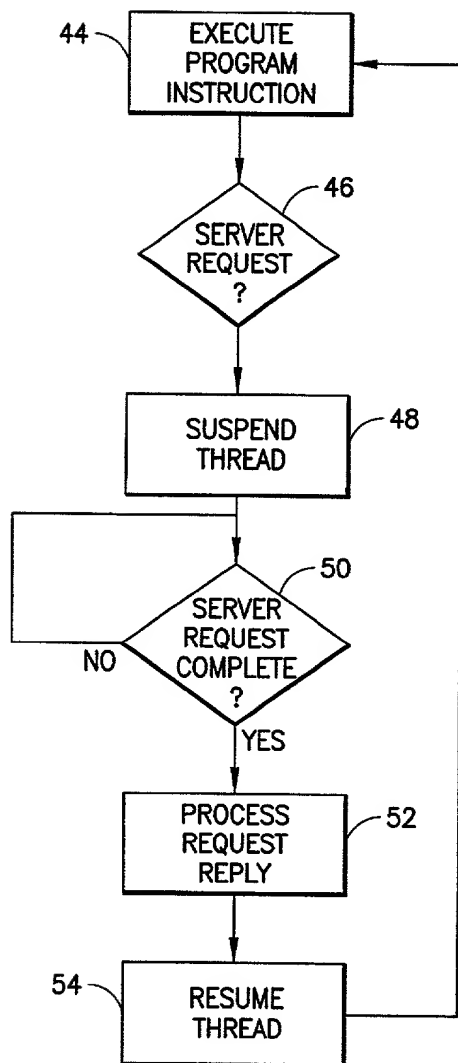 44
EXECUTE
PROGRAM
INSTRUCTION
46
SERVER
REQUEST
?
48
SUSPEND
THREAD
50
SERVER
REQUEST
COMPLETE
?
NO
YES
52
PROCESS
REQUEST
REPLY
54
RESUME
THREAD